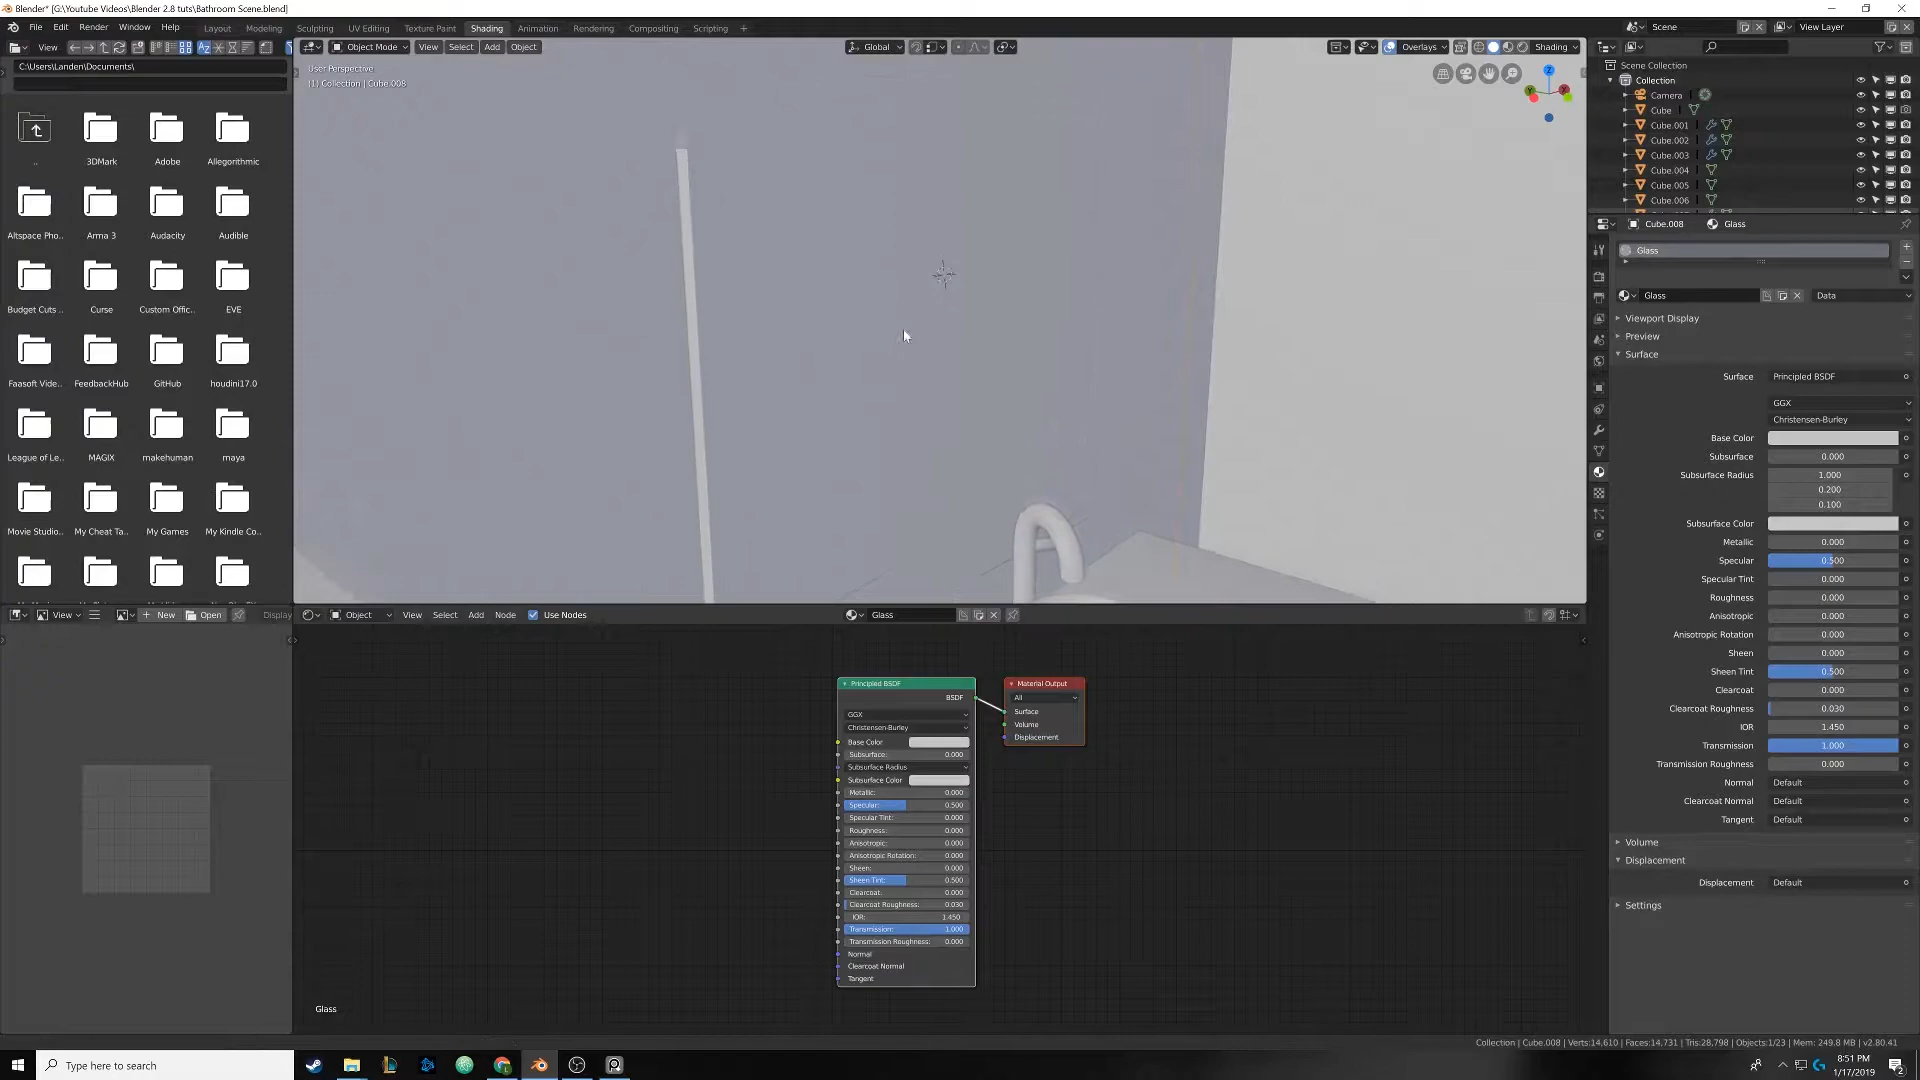 Blender* [G:\Youtube Videos\Blender 2.8 tuts\Bathroom Scene.blend]
File Edit Render Window Help Layout Modeling Sculpting UV Editing Texture Paint Shading Animation Rendering Compositing Scripting +
Scene View Layer
View
Object Mode View Select Add Object Global Overlays Shading
C:\Users\Landen\Documents\
User Perspective
(1) Collection | Cube.008
Scene Collection
Collection
Camera
Cube
Cube.001
Cube.002
Cube.003
Cube.004
Cube.005
Cube.006
..
3DMark
Adobe
Allegorithmic
Altspace Pho..
Arma 3
Audacity
Audible
Budget Cuts ..
Curse
Custom Offic..
EVE
Faasoft Vide..
FeedbackHub
GitHub
houdini17.0
League of Le..
MAGIX
makehuman
maya
Movie Studio..
My Cheat Ta..
My Games
My Kindle Co..
Cube.008 Glass
Glass
Glass Data
Viewport Display
Preview
Surface
Surface Principled BSDF
GGX
Christensen-Burley
Base Color
Subsurface 0.000
Subsurface Radius 1.000
0.200
0.100
Subsurface Color
Metallic 0.000
Specular 0.500
Specular Tint 0.000
Roughness 0.000
Anisotropic 0.000
Anisotropic Rotation 0.000
Sheen 0.000
Sheen Tint 0.500
Clearcoat 0.000
Clearcoat Roughness 0.030
IOR 1.450
Transmission 1.000
Transmission Roughness 0.000
Normal Default
Clearcoat Normal Default
Tangent Default
Volume
Displacement
Displacement Default
Settings
View + New Open Display
Object View Select Add Node Use Nodes Glass
Principled BSDF
BSDF
GGX
Christensen-Burley
Base Color
Subsurface: 0.000
Subsurface Radius
Subsurface Color
Metallic: 0.000
Specular: 0.500
Specular Tint: 0.000
Roughness: 0.000
Anisotropic: 0.000
Anisotropic Rotation: 0.000
Sheen: 0.000
Sheen Tint: 0.500
Clearcoat: 0.000
Clearcoat Roughness: 0.030
IOR: 1.450
Transmission: 1.000
Transmission Roughness: 0.000
Normal
Clearcoat Normal
Tangent
Material Output
All
Surface
Volume
Displacement
Glass
Collection | Cube.008 | Verts:14,610 | Faces:14,731 | Tris:28,798 | Objects:1/23 | Mem: 249.8 MB | v2.80.41
Type here to search
8:51 PM
1/17/2019